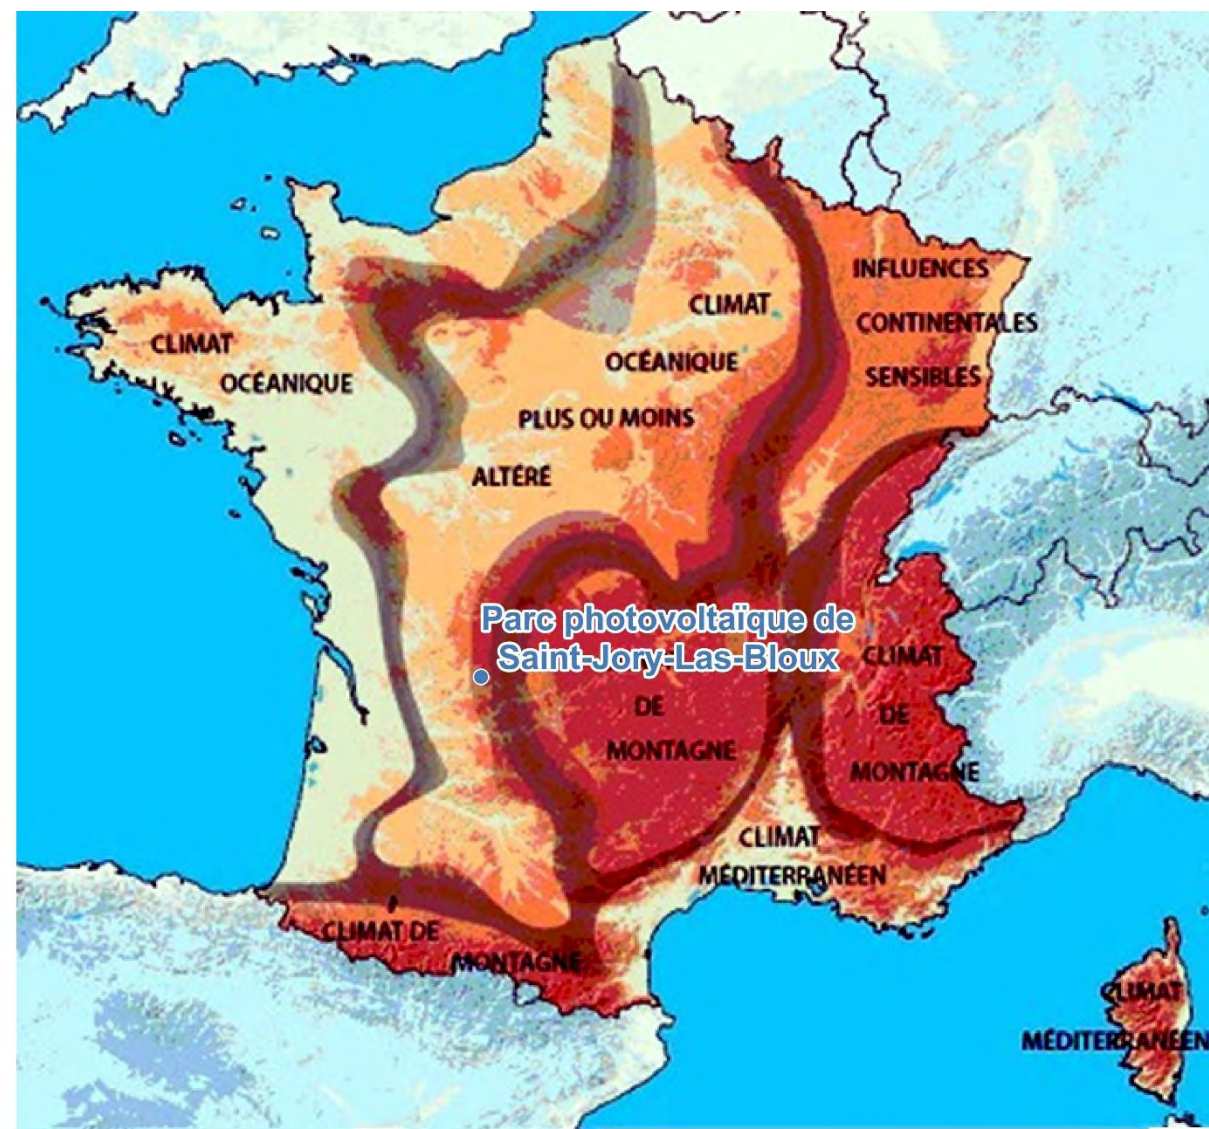 INFLUENCES
CONTINENTALES
SENSIBLES
CLIMAT
OCÉANIQUE
PLUS OU MOINS
ALTÉRÉ
CLIMAT
OCÉANIQUE
Parc photovoltaïque de
Saint-Jory-Las-Bloux
DE
MONTAGNE
CLIMAT
DE
MONTAGNE
CLIMAT
MÉDITERRANÉEN
CLIMAT DE
MONTAGNE
CLIMAT
MÉDITERRANÉEN